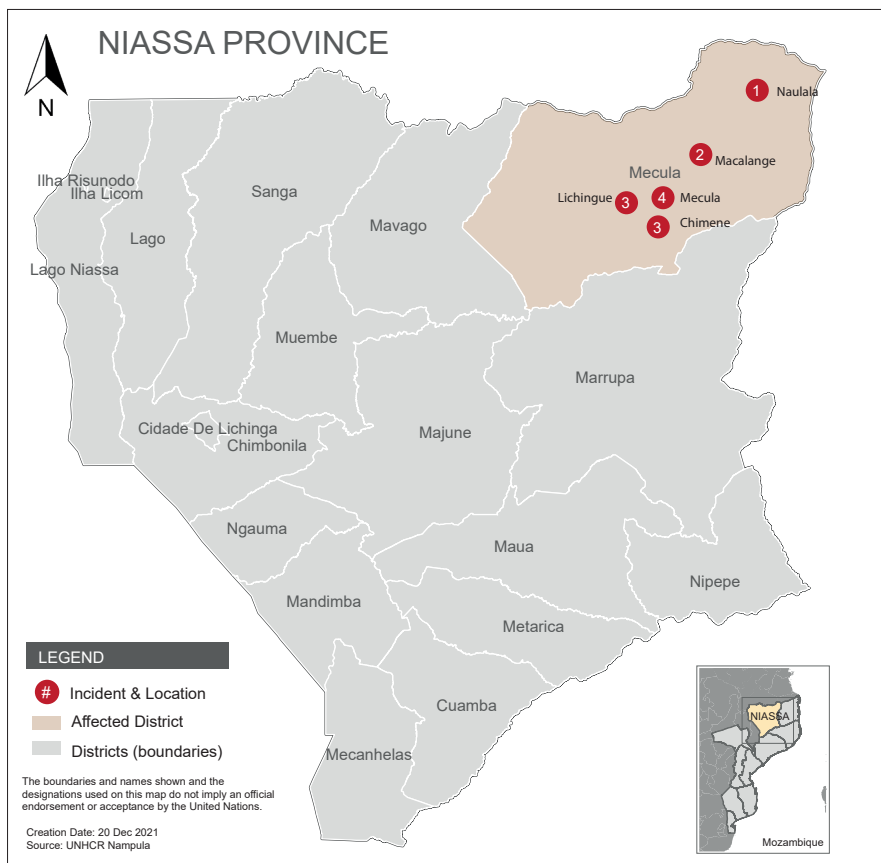 NIASSA PROVINCE
N
1
Naulala
2
Macalange
Mecula
Lichingue
3
4
Mecula
3
Chimene
Ilha Risunodo
Ilha Licom
Sanga
Mavago
Lago
Lago Niassa
Muembe
Marrupa
Cidade De Lichinga
Chimbonila
Majune
Ngauma
Maua
Nipepe
Mandimba
Metarica
Cuamba
Mecanhelas
LEGEND
# Incident & Location
Affected District
Districts (boundaries)
The boundaries and names shown and the
designations used on this map do not imply an official
endorsement or acceptance by the United Nations.
Creation Date: 20 Dec 2021
Source: UNHCR Nampula
NIASSA
Mozambique